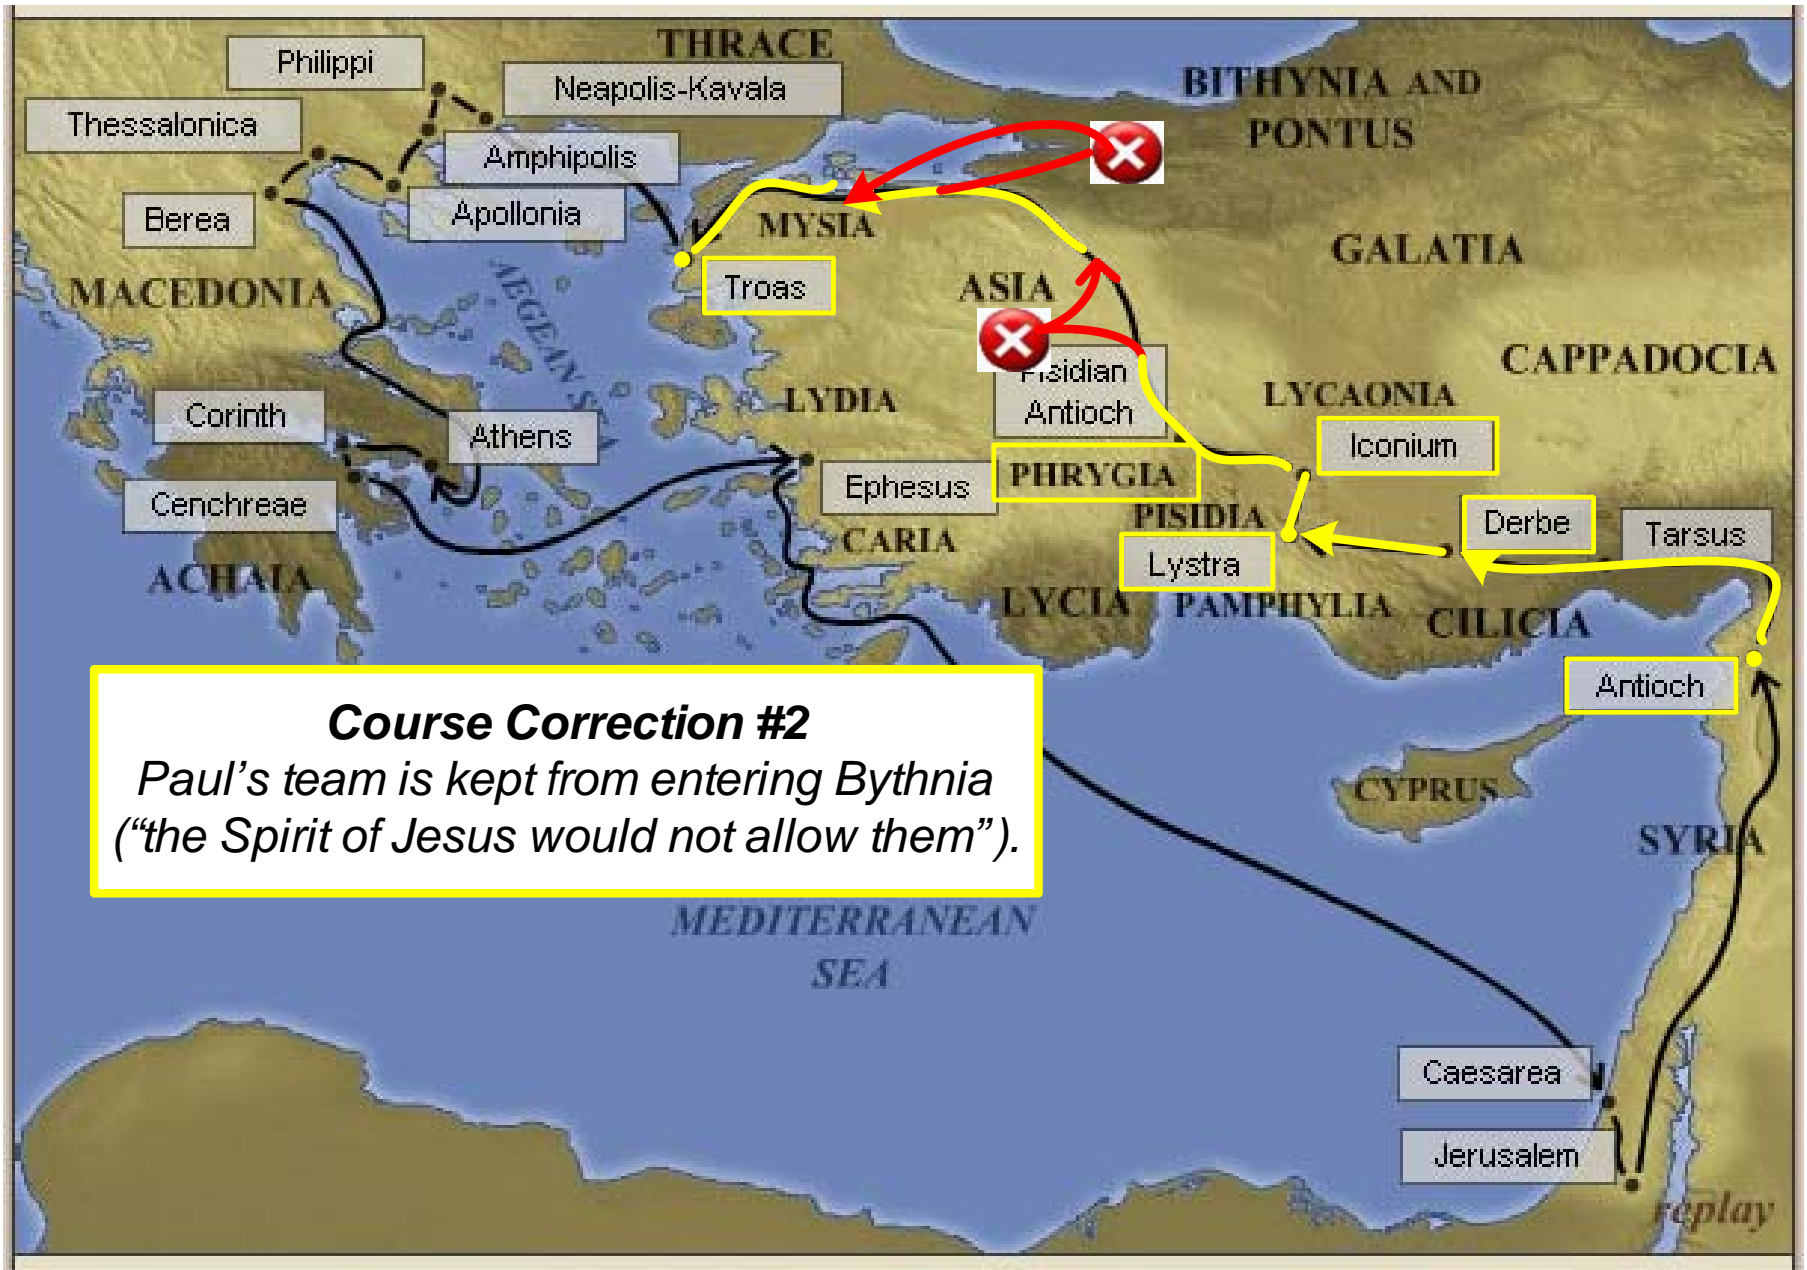 THRACE
Philippi
Neapolis-Kavala
BITHYNIA AND
PONTUS
Thessalonica
Amphipolis
Berea
Apollonia
MYSIA
GALATIA
MACEDONIA
AEGEAN SEA
Troas
ASIA
Pisidian
Antioch
CAPPADOCIA
LYDIA
LYCAONIA
Corinth
Athens
Iconium
Cenchreae
Ephesus
PHRYGIA
PISIDIA
Derbe
Tarsus
CARIA
Lystra
ACHAIA
LYCIA
PAMPHYLIA
CILICIA
Antioch
Course Correction #2
Paul’s team is kept from entering Bythnia
(“the Spirit of Jesus would not allow them”).
CYPRUS
SYRIA
MEDITERRANEAN
SEA
Caesarea
Jerusalem
replay